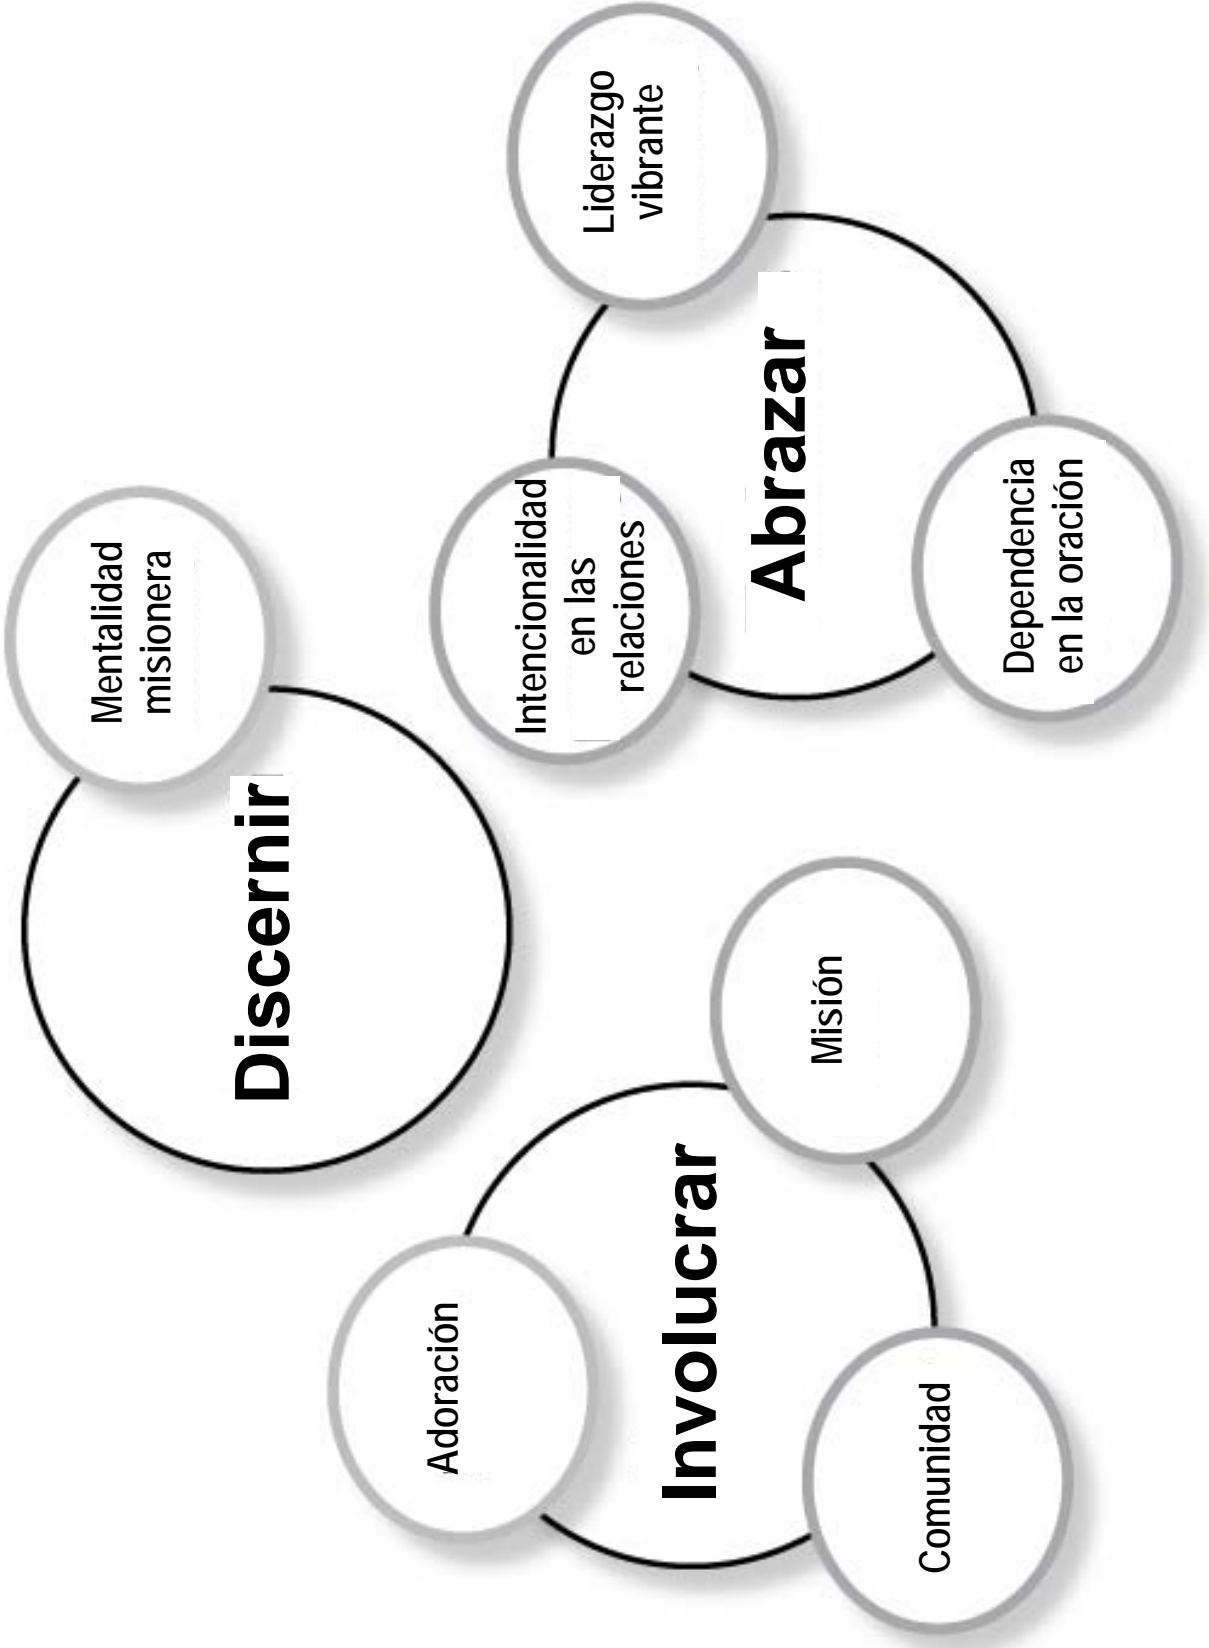 Mentalidad
misionera
Discernir
Adoración
Involucrar
Comunidad
Misión
Intencionalidad
en las
relaciones
Liderazgo
vibrante
Abrazar
Dependencia
en la oración